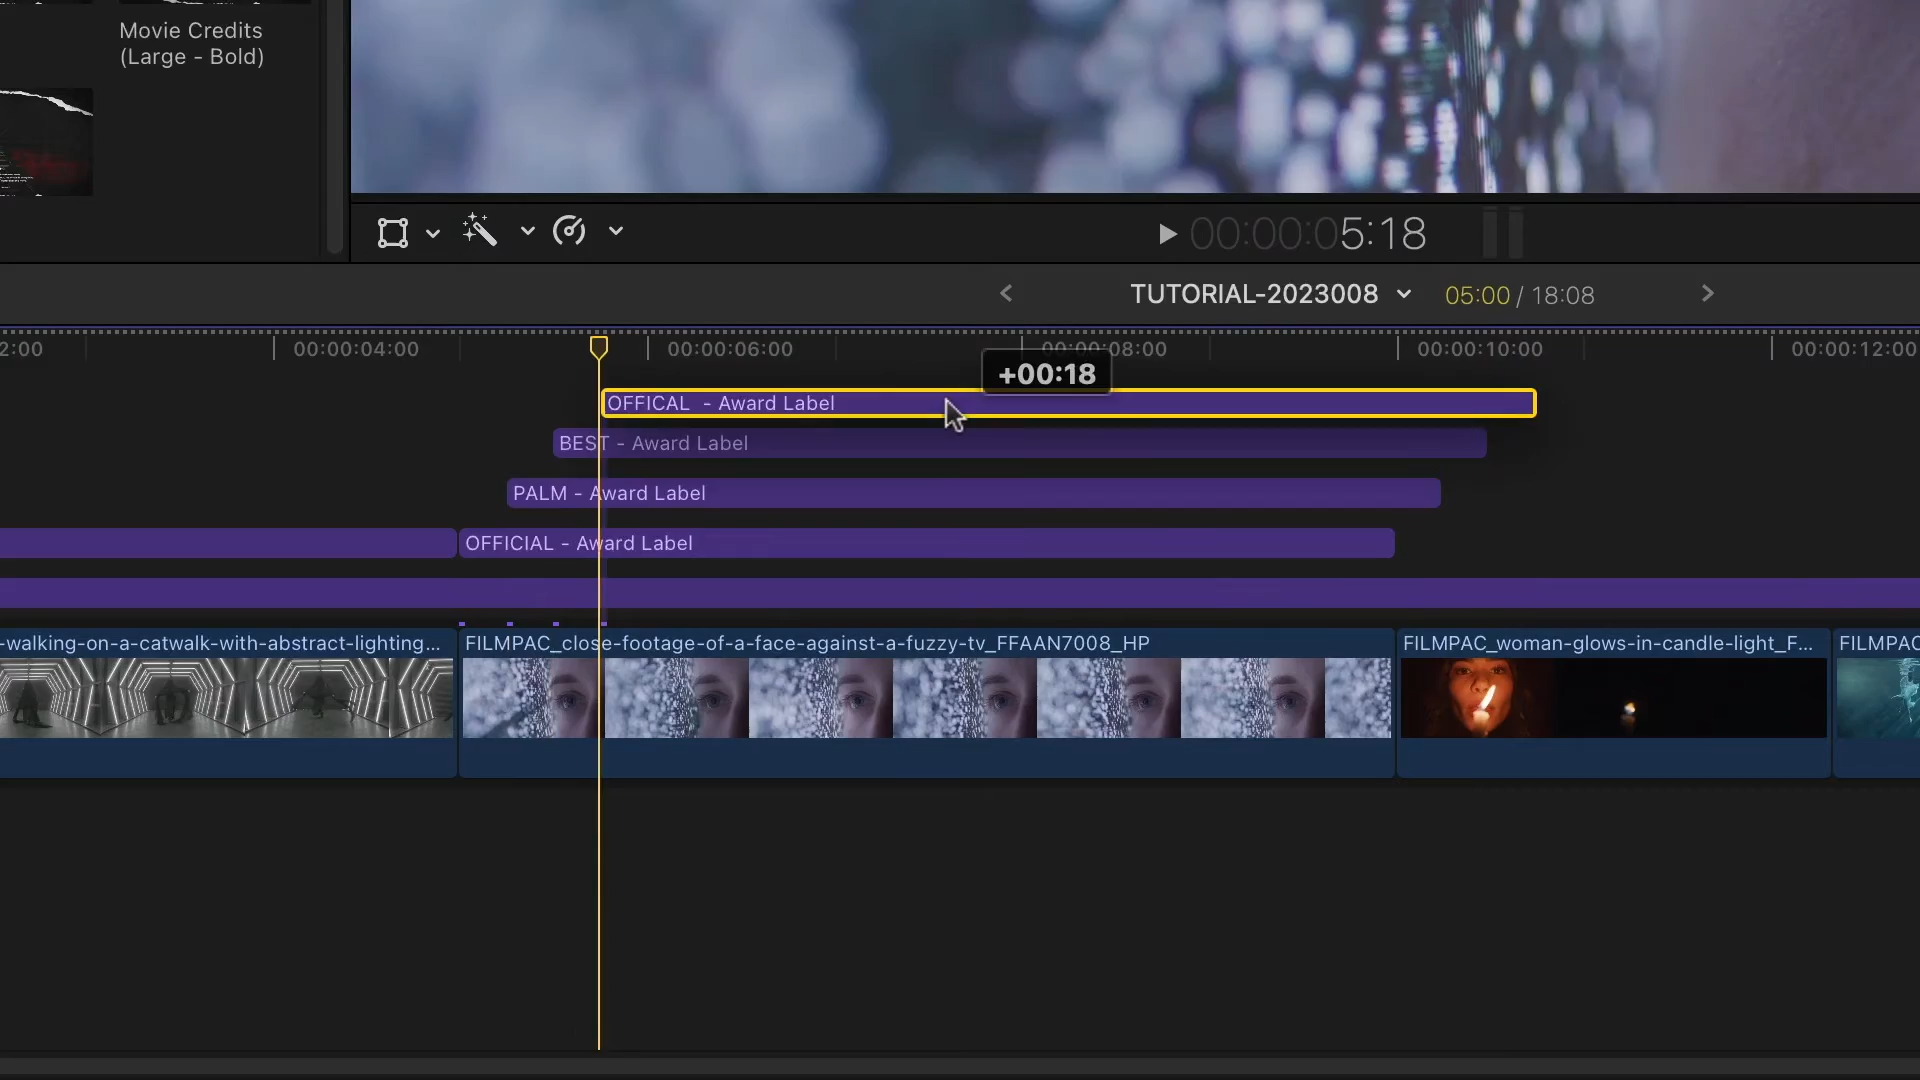 Movie Credits
(Large - Bold)
00:00:05:18
TUTORIAL-2023008
05:00 / 18:08
2:00
00:00:04:00
00:00:06:00
00:00:08:00
00:00:10:00
00:00:12:00
+00:18
OFFICAL - Award Label
BEST - Award Label
PALM - Award Label
OFFICIAL - Award Label
-walking-on-a-catwalk-with-abstract-lighting...
FILMPAC_close-footage-of-a-face-against-a-fuzzy-tv_FFAAN7008_HP
FILMPAC_woman-glows-in-candle-light_F...
FILMPAC